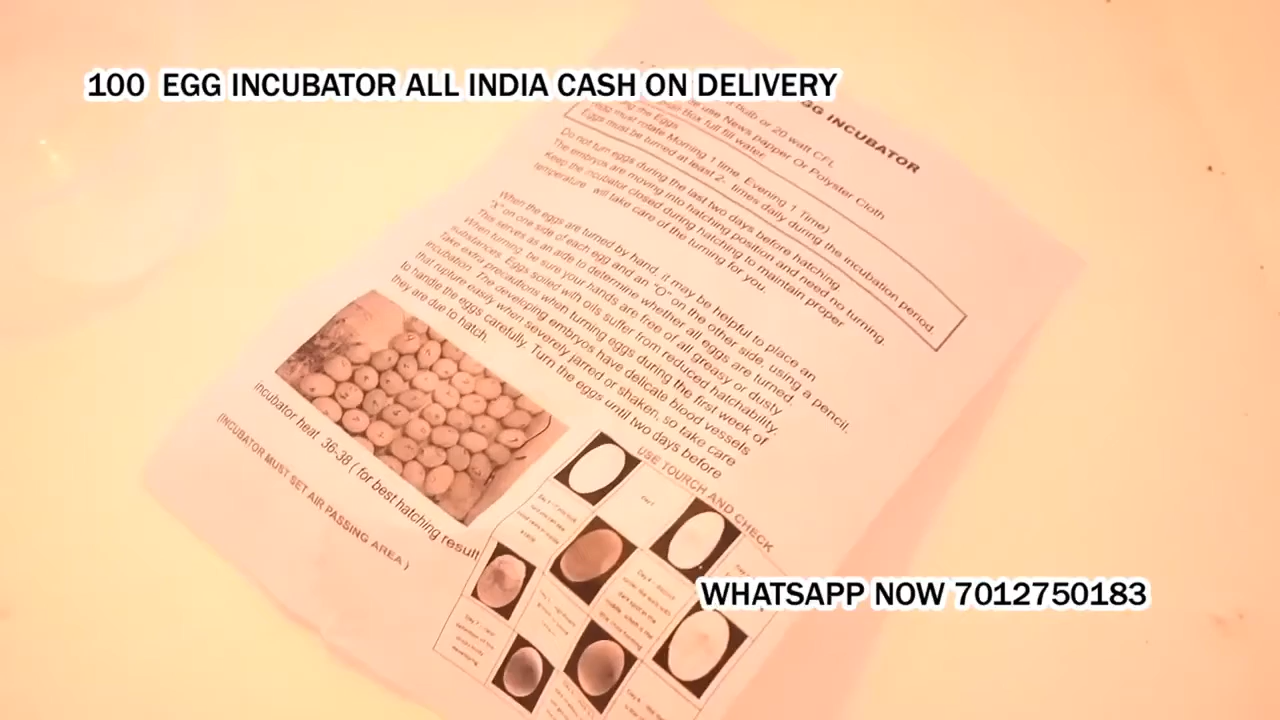 100 EGG INCUBATOR ALL INDIA CASH ON DELIVERY
GG INCUBATOR
bulb or 20 watt CFL
use News papper Or Polyster Cloth
Box full fill water
the Eggs
must rotate Morning 1 time, Evening 1 Time)
Eggs must be turned at least 2- times daily during the incubation period.
Do not turn eggs during the last two days before hatching
The embryos are moving into hatching position and need no turning.
Keep the incubator closed during hatching to maintain proper
temperature will take care of the turning for you.
When the eggs are turned by hand, it may be helpful to place an
"X" on one side of each egg and an "O" on the other side, using a pencil.
This serves as an aide to determine whether all eggs are turned.
When turning, be sure your hands are free of all greasy or dusty
substances. Eggs soiled with oils suffer from reduced hatchability.
Take extra precautions when turning eggs during the first week of
incubation. The developing embryos have delicate blood vessels
that rupture easily when severely jarred or shaken, so take care
to handle the eggs carefully. Turn the eggs until two days before
they are due to hatch.
incubator heat 36-38 ( for best hatching result
(INCUBATOR MUST SET AIR PASSING AREA )
USE TOURCH AND CHECK
WHATSAPP NOW 7012750183